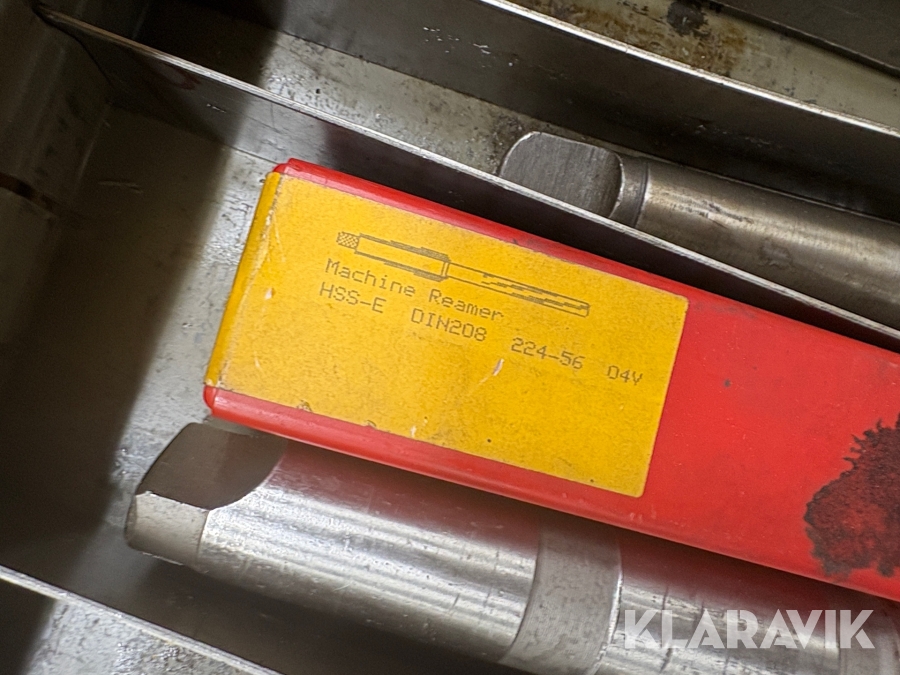 Machine Reamer
HSS-E DIN208 224-56 D4V
KLARAVIK